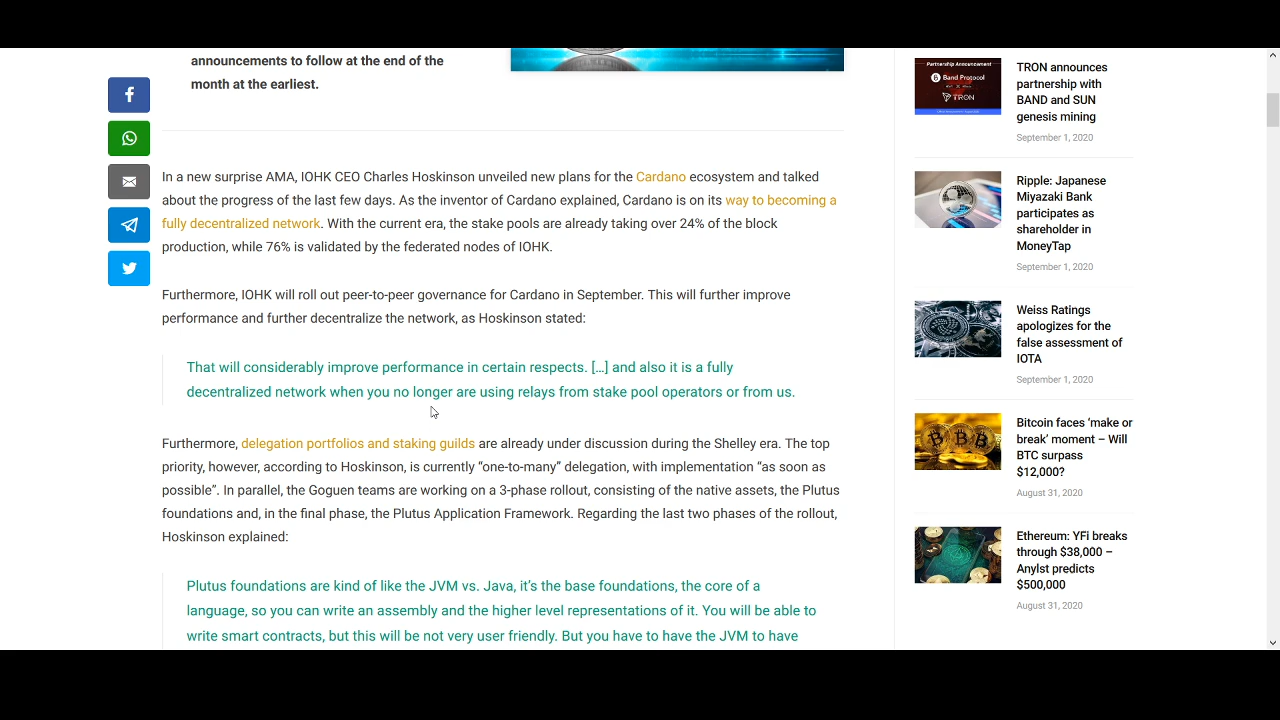 announcements to follow at the end of the
month at the earliest.
In a new surprise AMA, IOHK CEO Charles Hoskinson unveiled new plans for the Cardano ecosystem and talked
about the progress of the last few days. As the inventor of Cardano explained, Cardano is on its way to becoming a
fully decentralized network. With the current era, the stake pools are already taking over 24% of the block
production, while 76% is validated by the federated nodes of IOHK.
Furthermore, IOHK will roll out peer-to-peer governance for Cardano in September. This will further improve
performance and further decentralize the network, as Hoskinson stated:
That will considerably improve performance in certain respects. […] and also it is a fully
decentralized network when you no longer are using relays from stake pool operators or from us.
Furthermore, delegation portfolios and staking guilds are already under discussion during the Shelley era. The top
priority, however, according to Hoskinson, is currently “one-to-many” delegation, with implementation “as soon as
possible”. In parallel, the Goguen teams are working on a 3-phase rollout, consisting of the native assets, the Plutus
foundations and, in the final phase, the Plutus Application Framework. Regarding the last two phases of the rollout,
Hoskinson explained:
Plutus foundations are kind of like the JVM vs. Java, it’s the base foundations, the core of a
language, so you can write an assembly and the higher level representations of it. You will be able to
write smart contracts, but this will be not very user friendly. But you have to have the JVM to have
Partnership Announcement
Band Protocol
TRON
TRON announces
partnership with
BAND and SUN
genesis mining
September 1, 2020
Ripple: Japanese
Miyazaki Bank
participates as
shareholder in
MoneyTap
September 1, 2020
Weiss Ratings
apologizes for the
false assessment of
IOTA
September 1, 2020
Bitcoin faces ‘make or
break’ moment – Will
BTC surpass
$12,000?
August 31, 2020
Ethereum: YFi breaks
through $38,000 –
Anylst predicts
$500,000
August 31, 2020